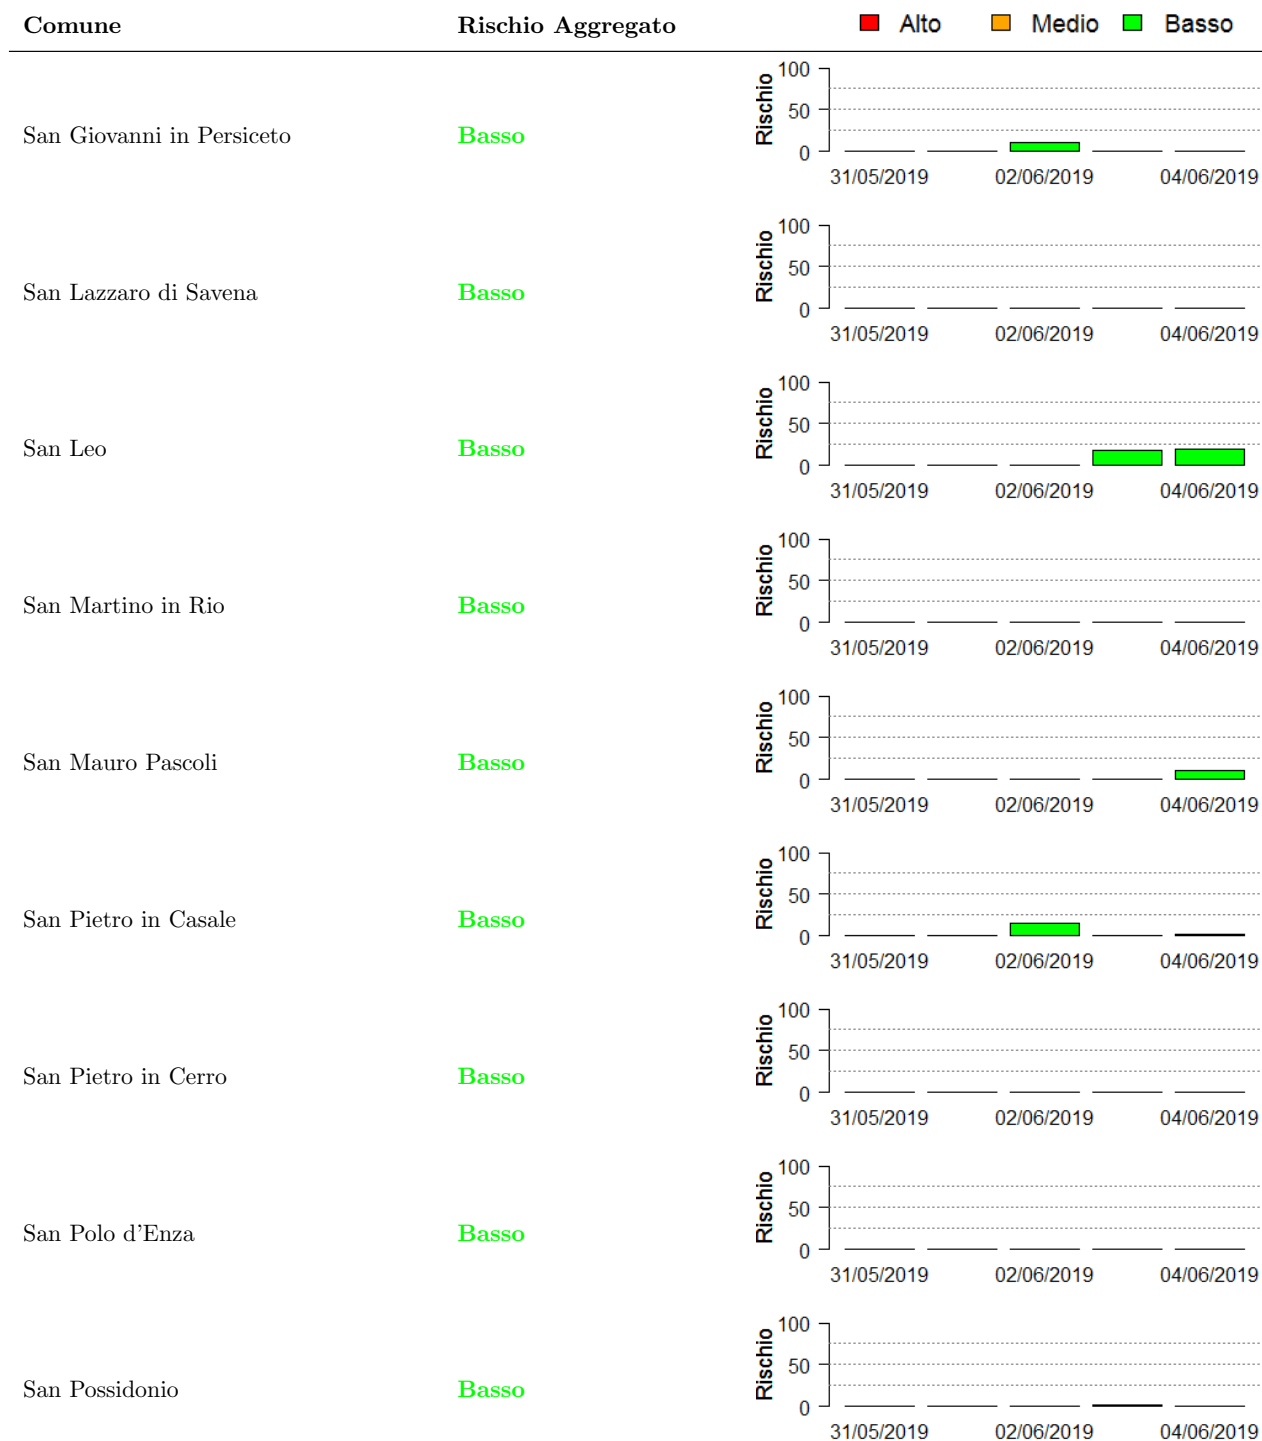 Comune Rischio Aggregato Alto Medio Basso
100
50
0
Rischio
San Giovanni in Persiceto Basso
31/05/2019 02/06/2019 04/06/2019
100
50
0
Rischio
San Lazzaro di Savena Basso
31/05/2019 02/06/2019 04/06/2019
100
50
0
Rischio
San Leo Basso
31/05/2019 02/06/2019 04/06/2019
100
50
0
Rischio
San Martino in Rio Basso
31/05/2019 02/06/2019 04/06/2019
100
50
0
Rischio
San Mauro Pascoli Basso
31/05/2019 02/06/2019 04/06/2019
100
50
0
Rischio
San Pietro in Casale Basso
31/05/2019 02/06/2019 04/06/2019
100
50
0
Rischio
San Pietro in Cerro Basso
31/05/2019 02/06/2019 04/06/2019
100
50
0
Rischio
San Polo d'Enza Basso
31/05/2019 02/06/2019 04/06/2019
100
50
0
Rischio
San Possidonio Basso
31/05/2019 02/06/2019 04/06/2019